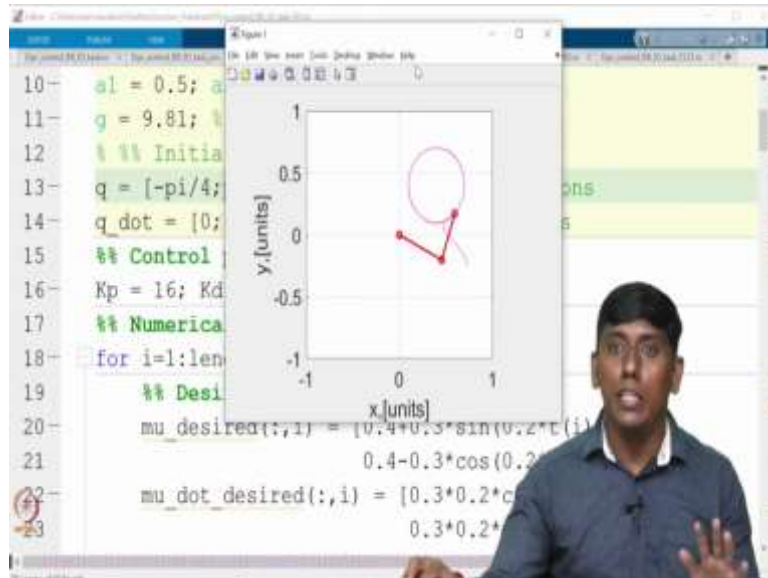 Figure 1
File Edit View Insert Tools Desktop Window Help
10- a1 = 0.5; a
11- g = 9.81; %
12 % %% Initia
13- q = [-pi/4; ons
14- q_dot = [0; s
15 %% Control
16- Kp = 16; Kd
17 %% Numerica
18- for i=1:len
19 %% Desi
20- mu_desired(:,i) = [0.4+0.3*sin(0.2*t(i)
21 0.4-0.3*cos(0.2
22- mu_dot_desired(:,i) = [0.3*0.2*c
23 0.3*0.2*
1
0.5
0
-0.5
-1
y,[units]
-1 0 1
x,[units]